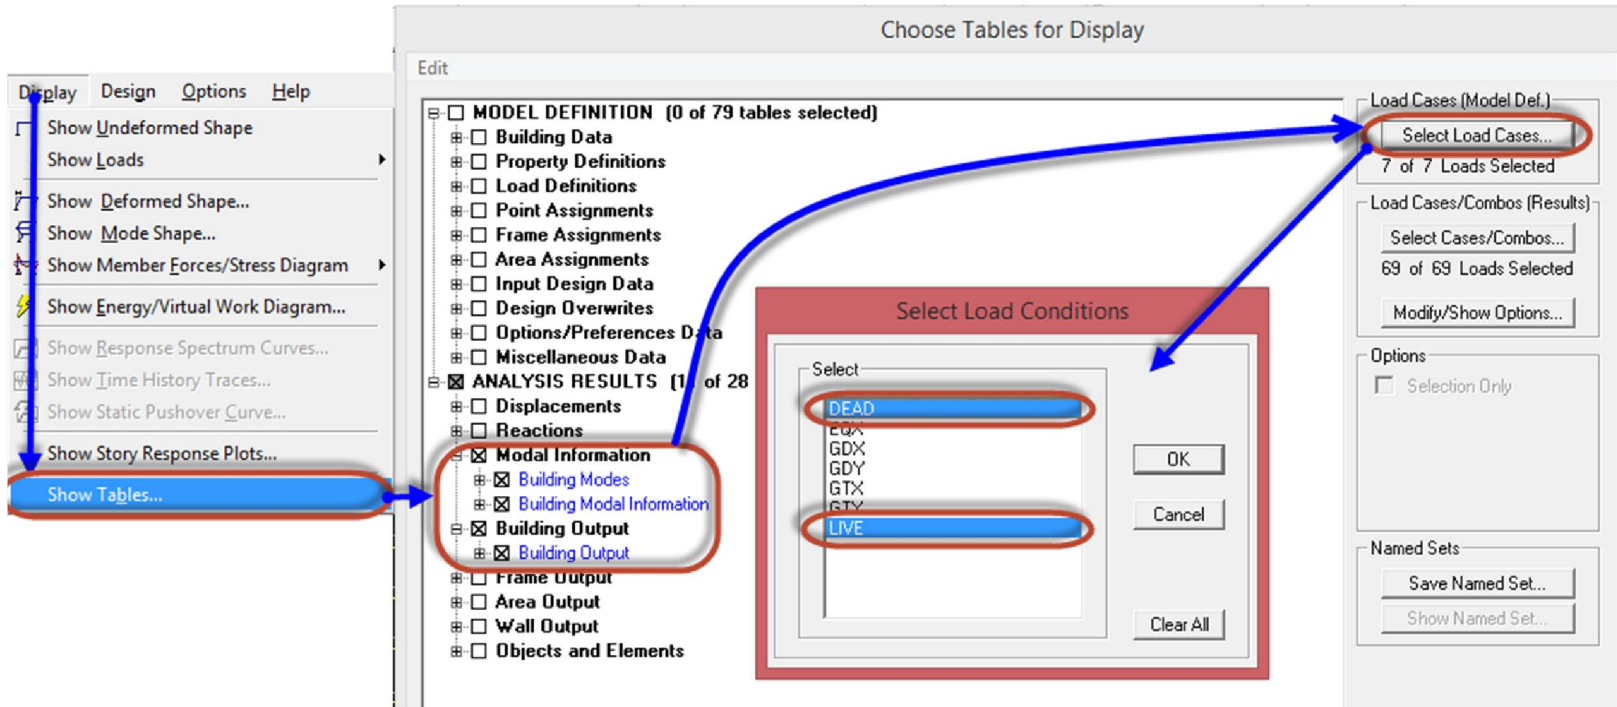 Choose Tables for Display
Edit
Display Design Options Help
Show Undeformed Shape
Show Loads
Show Deformed Shape...
Show Mode Shape...
Show Member Forces/Stress Diagram
Show Energy/Virtual Work Diagram...
Show Response Spectrum Curves...
Show Time History Traces...
Show Static Pushover Curve...
Show Story Response Plots...
Show Tables...
MODEL DEFINITION (0 of 79 tables selected)
Building Data
Property Definitions
Load Definitions
Point Assignments
Frame Assignments
Area Assignments
Input Design Data
Design Overwrites
Options/Preferences Data
Miscellaneous Data
ANALYSIS RESULTS of 28
Displacements
Reactions
Modal Information
Building Modes
Building Modal Information
Building Output
Building Output
Frame Output
Area Output
Wall Output
Objects and Elements
Select Load Conditions
Select
DEAD
EQX
GDX
GDY
GTX
GTY
LIVE
OK
Cancel
Clear All
Load Cases (Model Def.)
Select Load Cases...
7 of 7 Loads Selected
Load Cases/Combos (Results)
Select Cases/Combos...
69 of 69 Loads Selected
Modify/Show Options...
Options
Selection Only
Named Sets
Save Named Set...
Show Named Set...